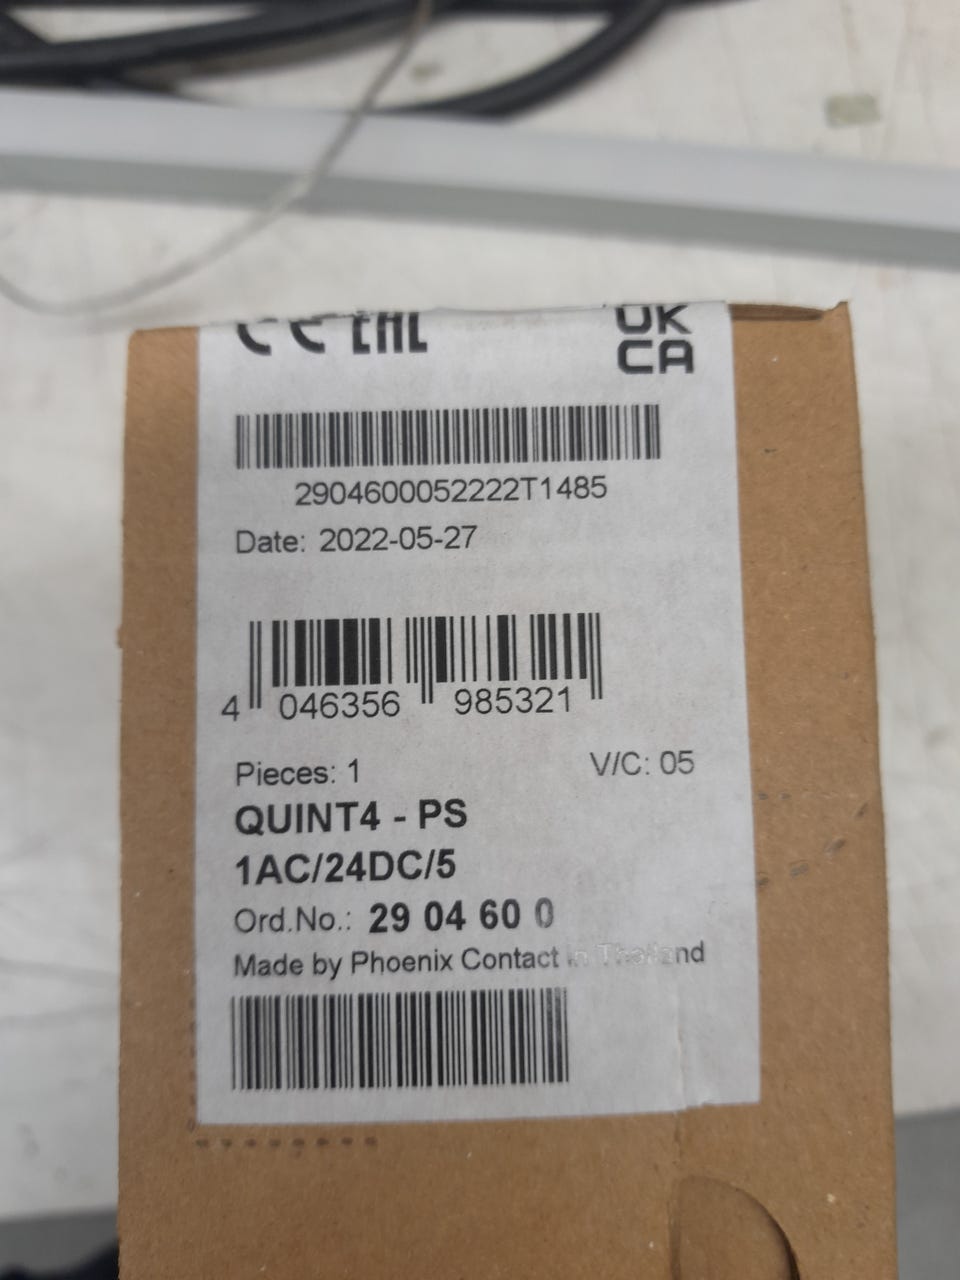 CE EAC
UK
CA
2904600052222T1485
Date: 2022-05-27
4 046356 985321
Pieces: 1 V/C: 05
QUINT4 - PS
1AC/24DC/5
Ord.No.: 29 04 60 0
Made by Phoenix Contact in Thailand